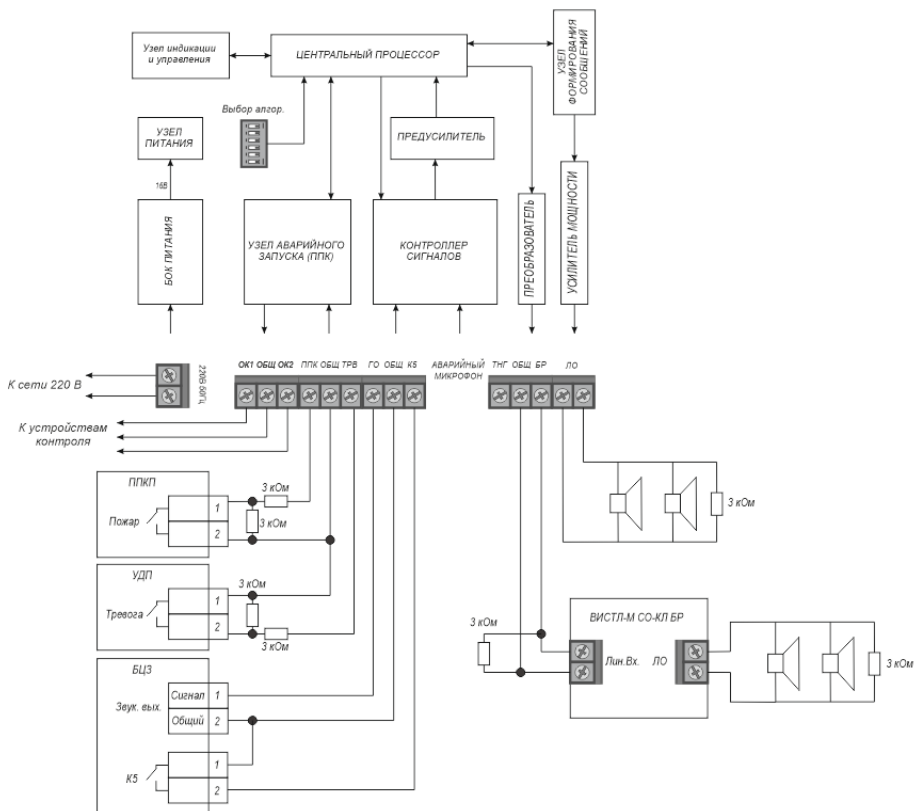 Узел индикации
и управления
ЦЕНТРАЛЬНЫЙ ПРОЦЕССОР
УЗЕЛ
ФОРМИРОВАНИЯ
СООБЩЕНИЙ
Выбор алгор.
УЗЕЛ
ПИТАНИЯ
ПРЕДУСИЛИТЕЛЬ
16В
БОК ПИТАНИЯ
УЗЕЛ АВАРИЙНОГО
ЗАПУСКА (ППК)
КОНТРОЛЛЕР
СИГНАЛОВ
ПРЕОБРАЗОВАТЕЛЬ
УСИЛИТЕЛЬ МОЩНОСТИ
К сети 220 В
220В 50Гц
ОК1 ОБЩ ОК2 ППК ОБЩ ТРВ ГО ОБЩ К5
АВАРИЙНЫЙ
МИКРОФОН
ТНГ ОБЩ БР ЛО
К устройствам
контроля
ППКП
Пожар
1
2
3 кОм
3 кОм
3 кОм
УДП
Тревога
1
2
3 кОм
3 кОм
БЦЗ
Звук. вых.
Сигнал 1
Общий 2
К5
1
2
3 кОм
ВИСТЛ-М СО-КЛ БР
Лин.Вх. ЛО
3 кОм